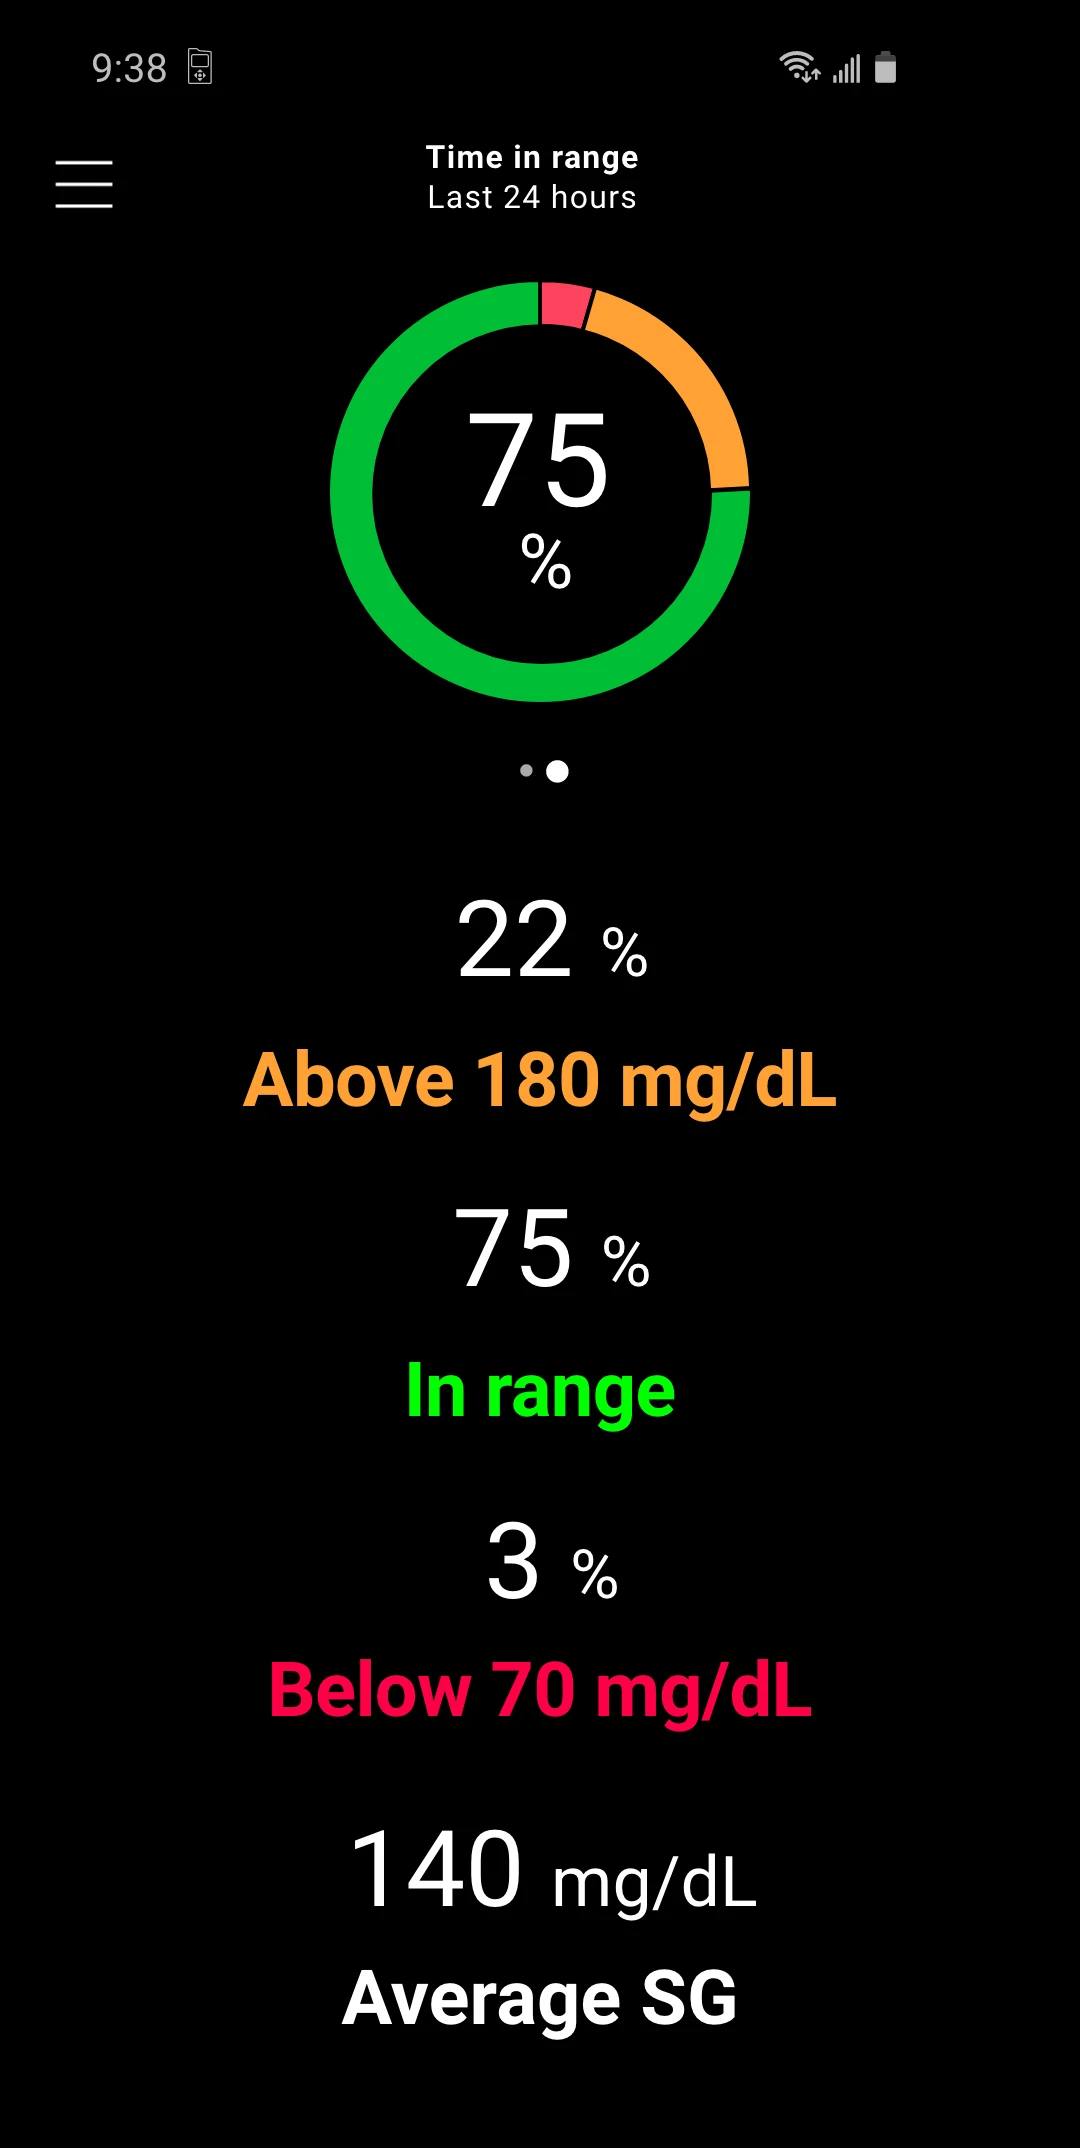 9:38
Time in range
Last 24 hours
75
%
22 %
Above 180 mg/dL
75 %
In range
3 %
Below 70 mg/dL
140 mg/dL
Average SG